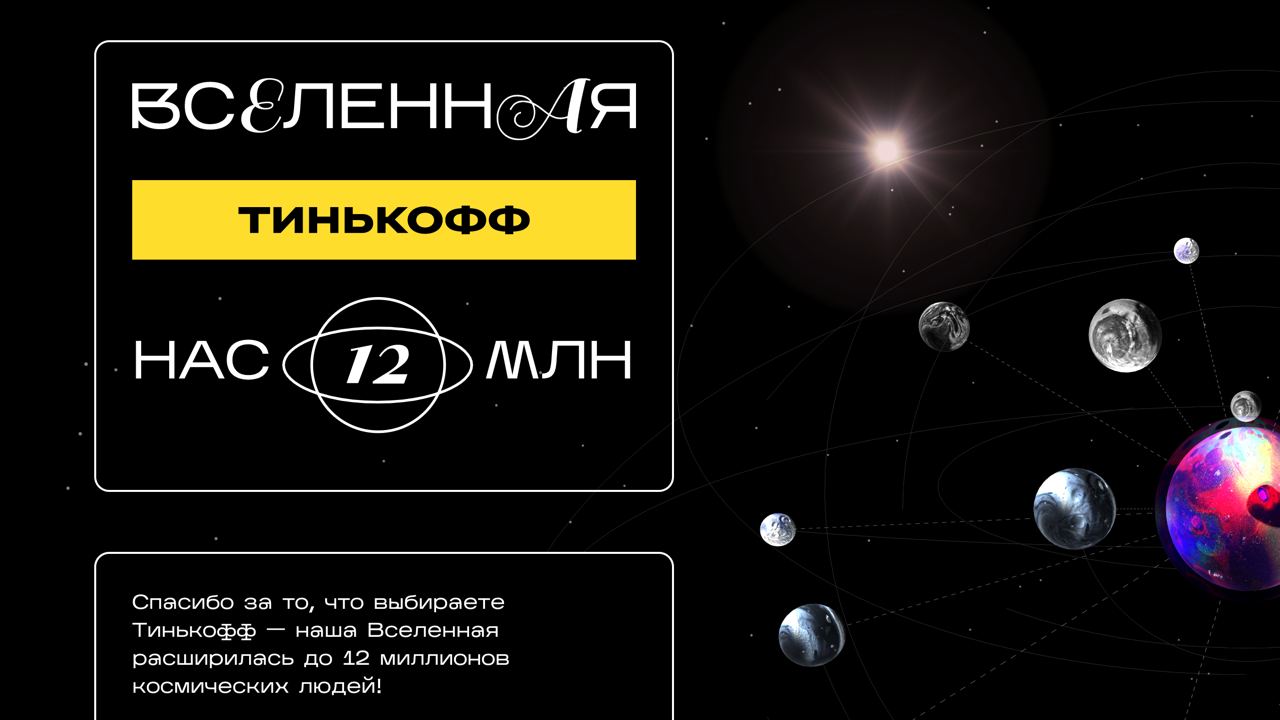 ВСЕЛЕННАЯ
ТИНЬКОФФ
НАС 12 МЛН
Спасибо за то, что выбираете
Тинькофф — наша Вселенная
расширилась до 12 миллионов
космических людей!